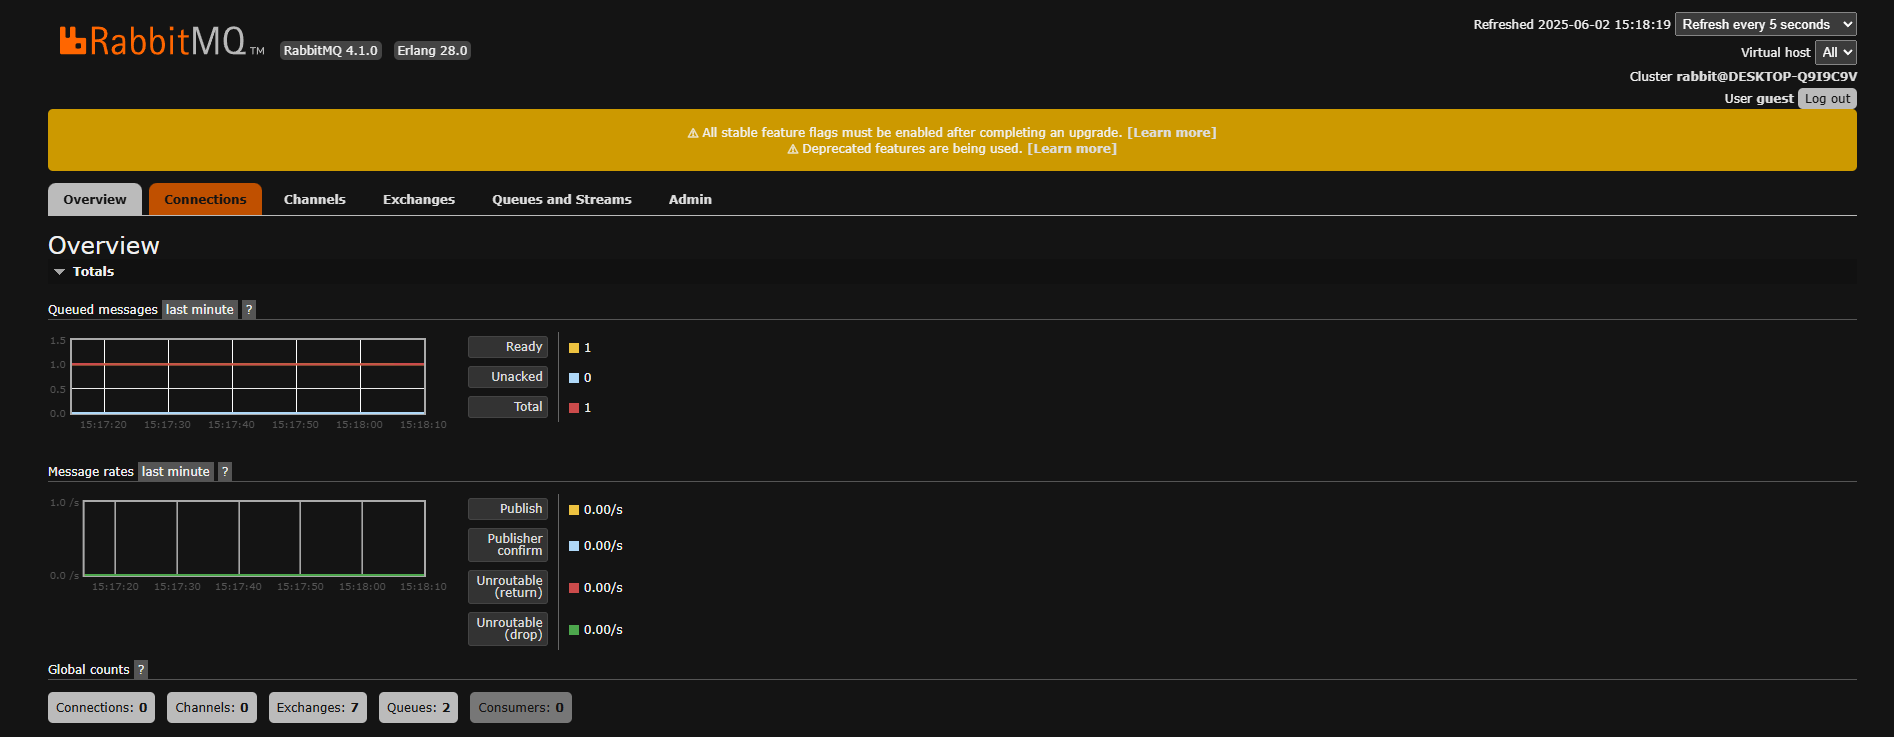 RabbitMQ TM RabbitMQ 4.1.0 Erlang 28.0
Refreshed 2025-06-02 15:18:19 Refresh every 5 seconds
Virtual host All
Cluster rabbit@DESKTOP-Q9I9C9V
User guest Log out
⚠ All stable feature flags must be enabled after completing an upgrade. [Learn more]
⚠ Deprecated features are being used. [Learn more]
Overview Connections Channels Exchanges Queues and Streams Admin
Overview
Totals
Queued messages last minute ?
1.5
1.0
0.5
0.0
15:17:20 15:17:30 15:17:40 15:17:50 15:18:00 15:18:10
Ready 1
Unacked 0
Total 1
Message rates last minute ?
1.0 /s
0.0 /s
15:17:20 15:17:30 15:17:40 15:17:50 15:18:00 15:18:10
Publish 0.00/s
Publisher
confirm 0.00/s
Unroutable
(return) 0.00/s
Unroutable
(drop) 0.00/s
Global counts ?
Connections: 0 Channels: 0 Exchanges: 7 Queues: 2 Consumers: 0